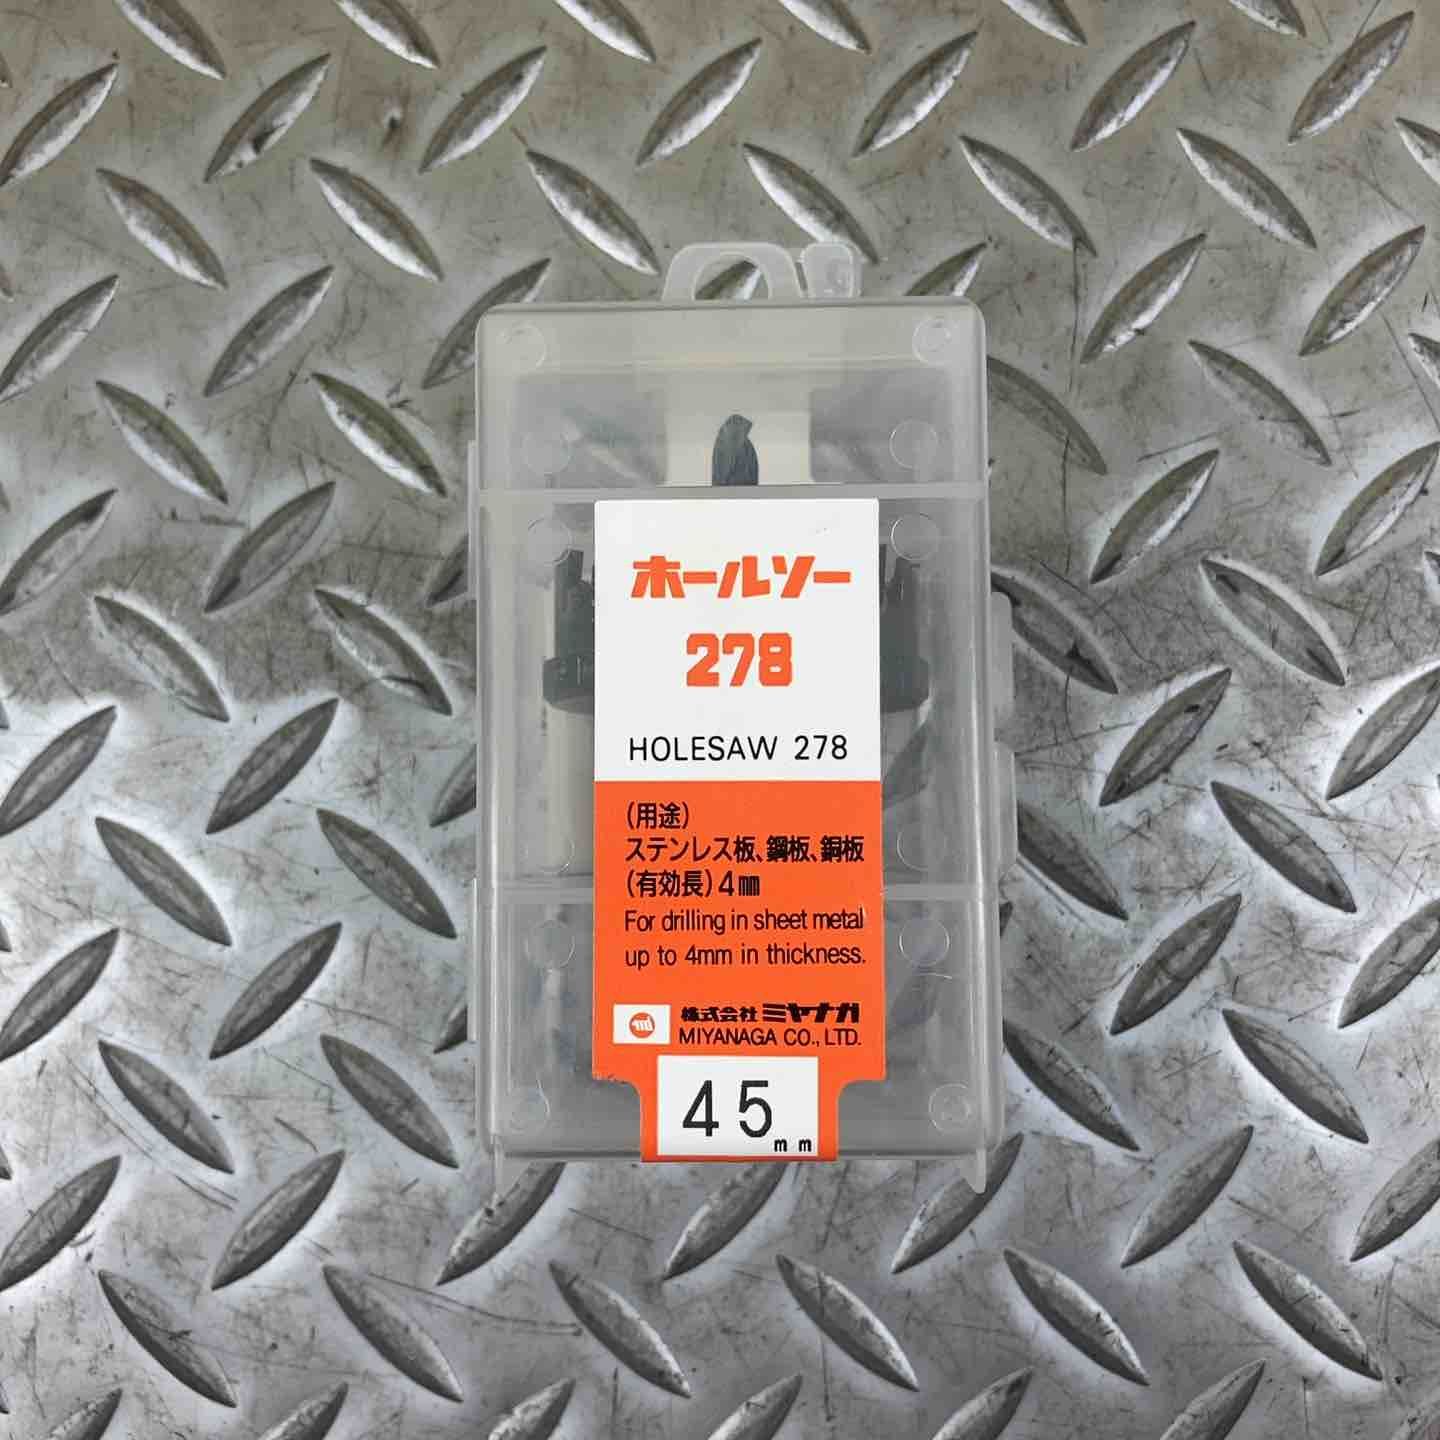 ホールソー
278
HOLESAW 278
(用途)
ステンレス板、鋼板、銅板
(有効長)4㎜
For drilling in sheet metal
up to 4mm in thickness.
株式会社ミヤナガ
MIYANAGA CO., LTD.
45mm